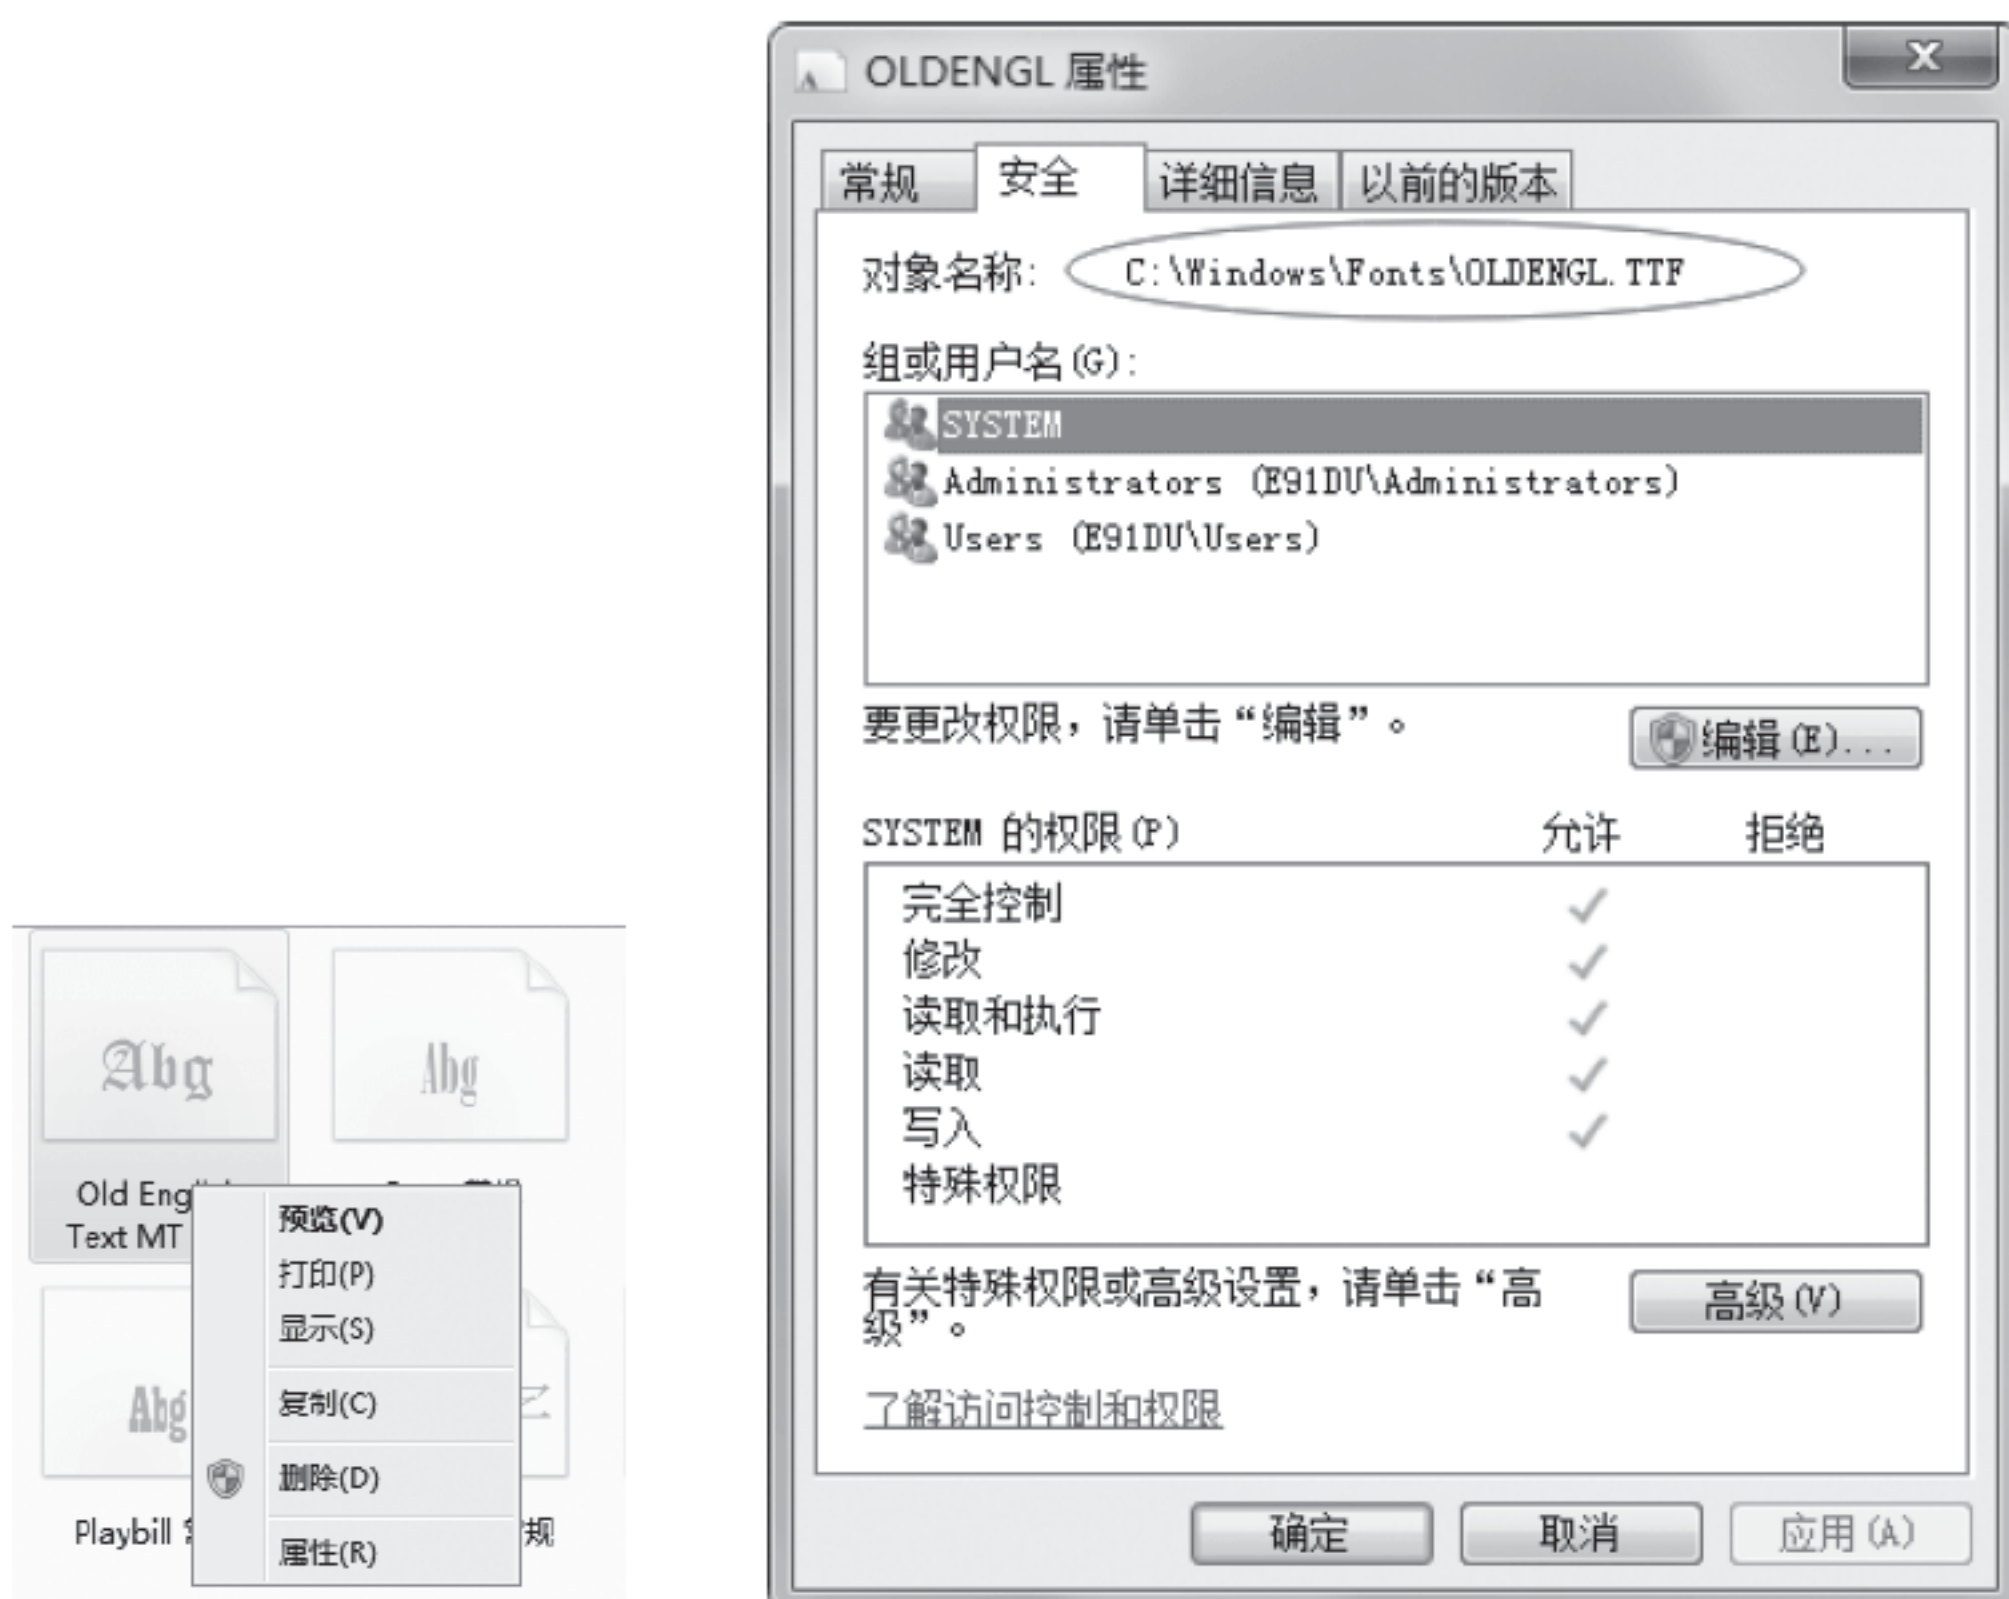 Abg
Abg
Old Eng
Text MT
预览(V)
打印(P)
显示(S)
复制(C)
删除(D)
属性(R)
Abg
Playbill
规
OLDENGL 属性
常规 安全 详细信息 以前的版本
对象名称: C:\Windows\Fonts\OLDENGL.TTF
组或用户名(G):
SYSTEM
Administrators (E91DU\Administrators)
Users (E91DU\Users)
要更改权限，请单击“编辑”。
编辑(E)...
SYSTEM 的权限(P) 允许 拒绝
完全控制
修改
读取和执行
读取
写入
特殊权限
有关特殊权限或高级设置，请单击“高
级”。
高级(V)
了解访问控制和权限
确定 取消 应用(A)